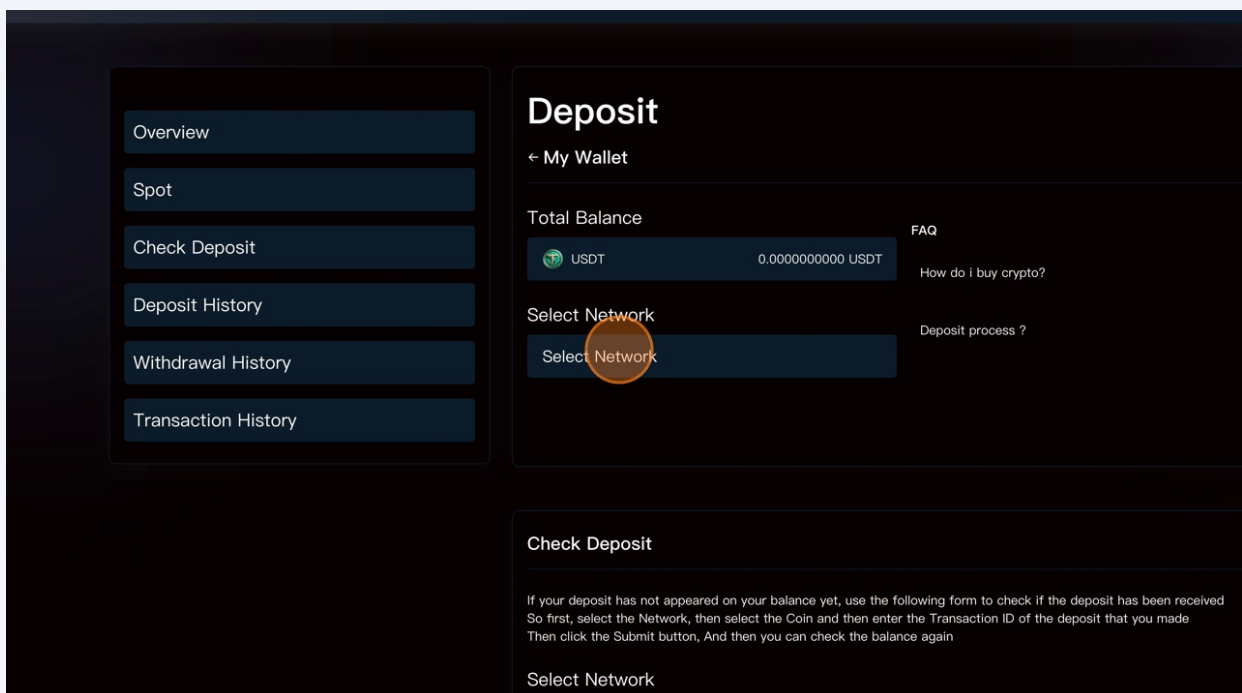 Overview
Spot
Check Deposit
Deposit History
Withdrawal History
Transaction History
Deposit
← My Wallet
Total Balance
USDT 0.0000000000 USDT
Select Network
Select Network
FAQ
How do i buy crypto?
Deposit process ?
Check Deposit
If your deposit has not appeared on your balance yet, use the following form to check if the deposit has been received
So first, select the Network, then select the Coin and then enter the Transaction ID of the deposit that you made
Then click the Submit button, And then you can check the balance again
Select Network